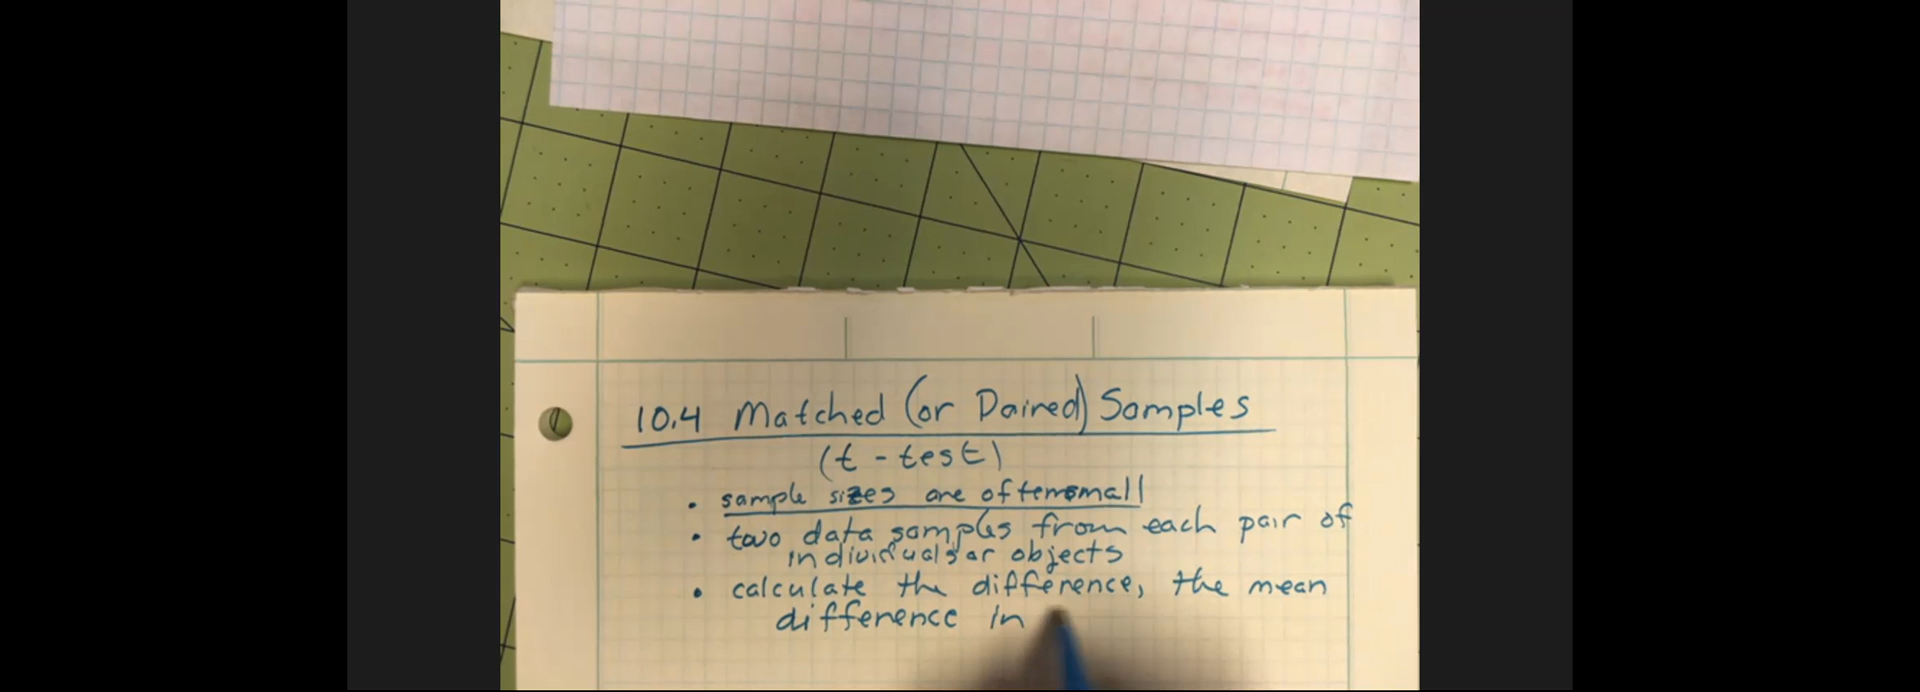 10.4 Matched (or Paired) Samples
(t-test)
• sample sizes are often small
• two data samples from each pair of
individuals or objects
• calculate the difference, the mean
difference in